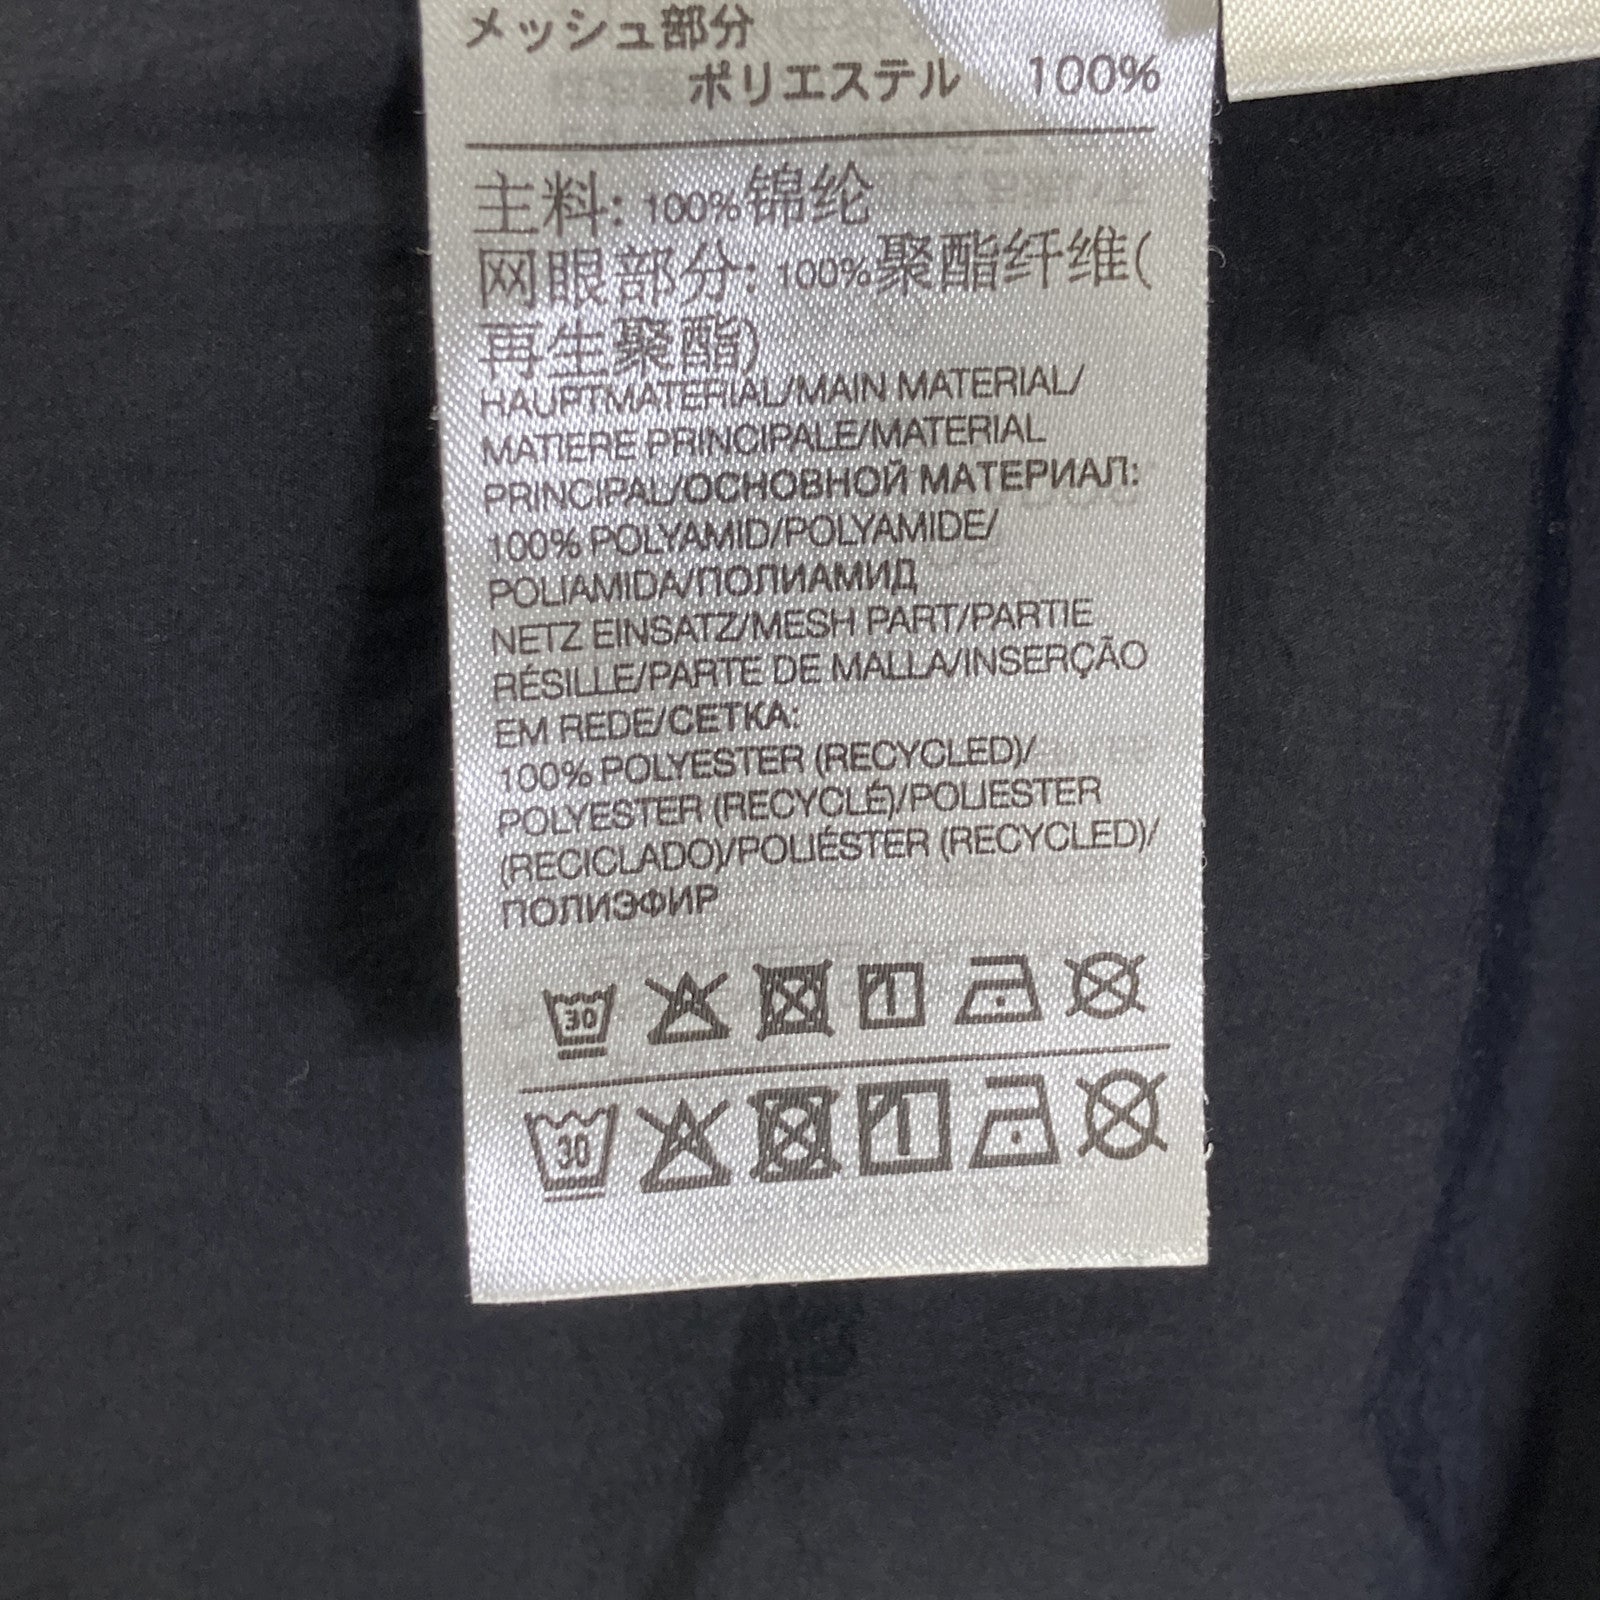 メッシュ部分
ポリエステル 100%
主料: 100%锦纶
网眼部分: 100%聚酯纤维(
再生聚酯)
HAUPTMATERIAL/MAIN MATERIAL/
MATIERE PRINCIPALE/MATERIAL
PRINCIPAL/ОСНОВНОЙ МАТЕРИАЛ:
100% POLYAMID/POLYAMIDE/
POLIAMIDA/ПОЛИАМИД
NETZ EINSATZ/MESH PART/PARTIE
RÉSILLE/PARTE DE MALLA/INSERÇÃO
EM REDE/СЕТКА:
100% POLYESTER (RECYCLED)/
POLYESTER (RECYCLÉ)/POLIESTER
(RECICLADO)/POLIÉSTER (RECYCLED)/
ПОЛИЭФИР
30
30